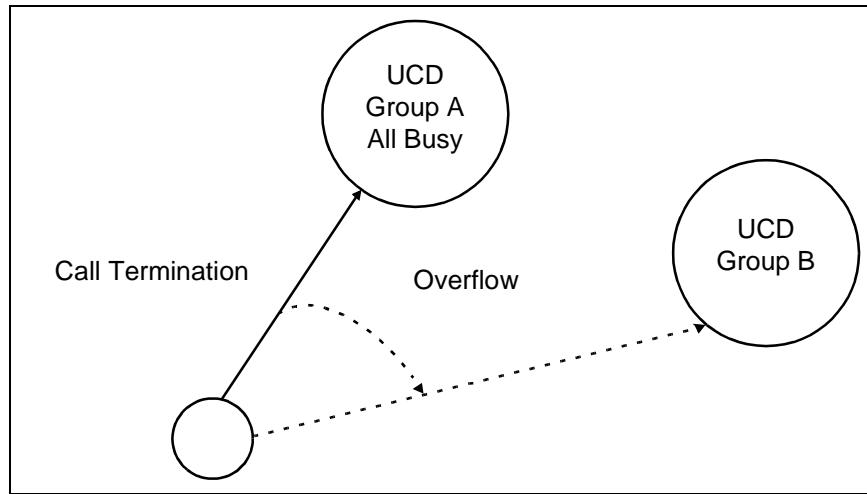 UCD
Group A
All Busy
UCD
Group B
Call Termination
Overflow